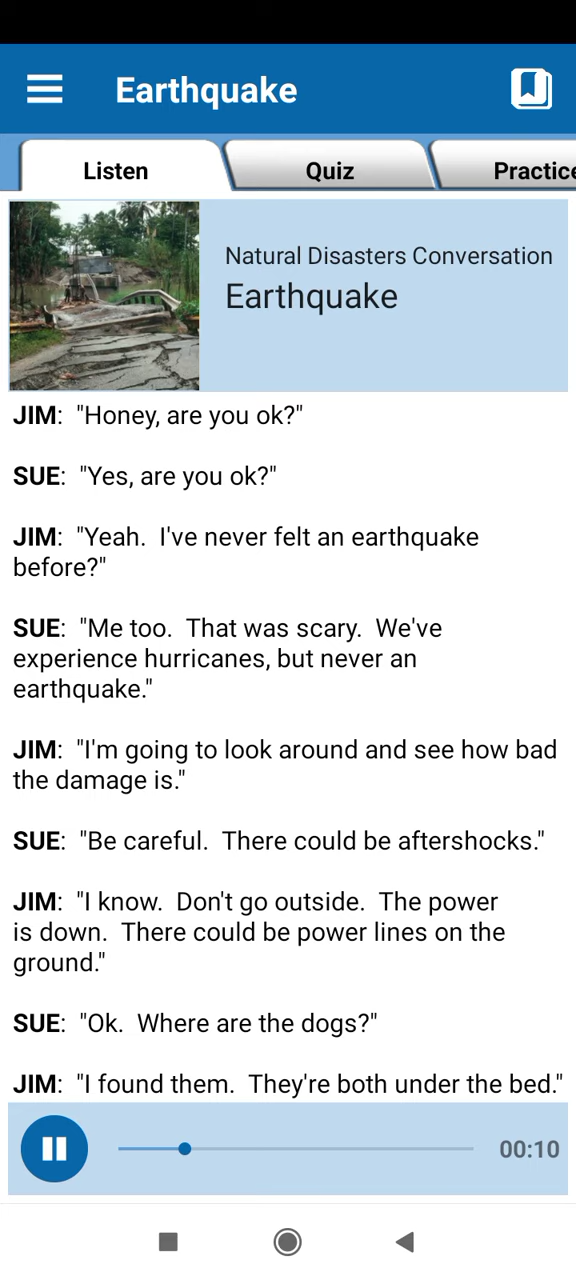 Earthquake
Listen
Quiz
Practice
Natural Disasters Conversation
Earthquake
JIM:  "Honey, are you ok?"
SUE:  "Yes, are you ok?"
JIM:  "Yeah.  I've never felt an earthquake
before?"
SUE:  "Me too.  That was scary.  We've
experience hurricanes, but never an
earthquake."
JIM:  "I'm going to look around and see how bad
the damage is."
SUE:  "Be careful.  There could be aftershocks."
JIM:  "I know.  Don't go outside.  The power
is down.  There could be power lines on the
ground."
SUE:  "Ok.  Where are the dogs?"
JIM:  "I found them.  They're both under the bed."
00:10